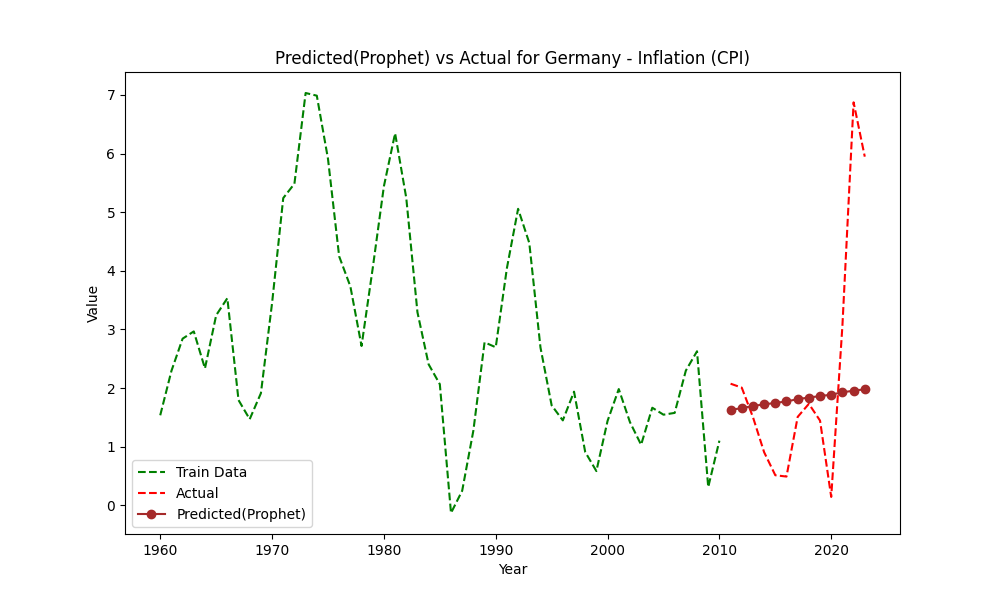 Predicted(Prophet) vs Actual for Germany - Inflation (CPI)
7
6
5
4
3
2
1
0
Value
Train Data
Actual
Predicted(Prophet)
1960 1970 1980 1990 2000 2010 2020
Year